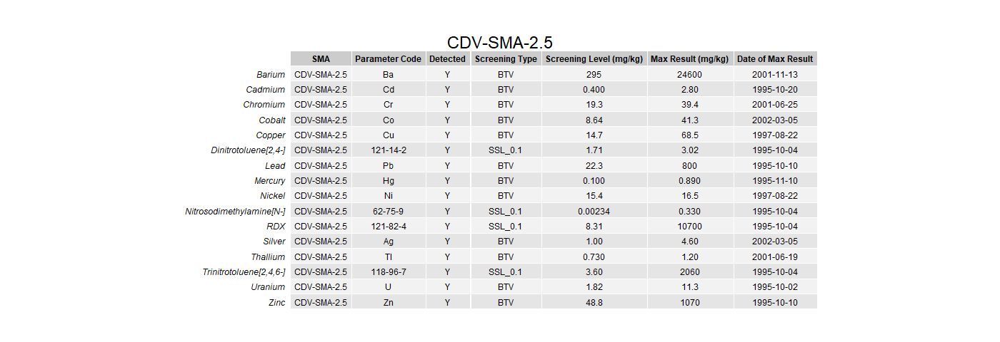 CDV-SMA-2.5
SMA Parameter Code Detected Screening Type Screening Level (mg/kg) Max Result (mg/kg) Date of Max Result
Barium CDV-SMA-2.5 Ba Y BTV 295 24600 2001-11-13
Cadmium CDV-SMA-2.5 Cd Y BTV 0.400 2.80 1995-10-20
Chromium CDV-SMA-2.5 Cr Y BTV 19.3 39.4 2001-06-25
Cobalt CDV-SMA-2.5 Co Y BTV 8.64 41.3 2002-03-05
Copper CDV-SMA-2.5 Cu Y BTV 14.7 68.5 1997-08-22
Dinitrotoluene[2,4-] CDV-SMA-2.5 121-14-2 Y SSL_0.1 1.71 3.02 1995-10-04
Lead CDV-SMA-2.5 Pb Y BTV 22.3 800 1995-10-10
Mercury CDV-SMA-2.5 Hg Y BTV 0.100 0.890 1995-11-10
Nickel CDV-SMA-2.5 Ni Y BTV 15.4 16.5 1997-08-22
Nitrosodimethylamine[N-] CDV-SMA-2.5 62-75-9 Y SSL_0.1 0.00234 0.330 1995-10-04
RDX CDV-SMA-2.5 121-82-4 Y SSL_0.1 8.31 10700 1995-10-04
Silver CDV-SMA-2.5 Ag Y BTV 1.00 4.60 2002-03-05
Thallium CDV-SMA-2.5 Tl Y BTV 0.730 1.20 2001-06-19
Trinitrotoluene[2,4,6-] CDV-SMA-2.5 118-96-7 Y SSL_0.1 3.60 2060 1995-10-04
Uranium CDV-SMA-2.5 U Y BTV 1.82 11.3 1995-10-02
Zinc CDV-SMA-2.5 Zn Y BTV 48.8 1070 1995-10-10